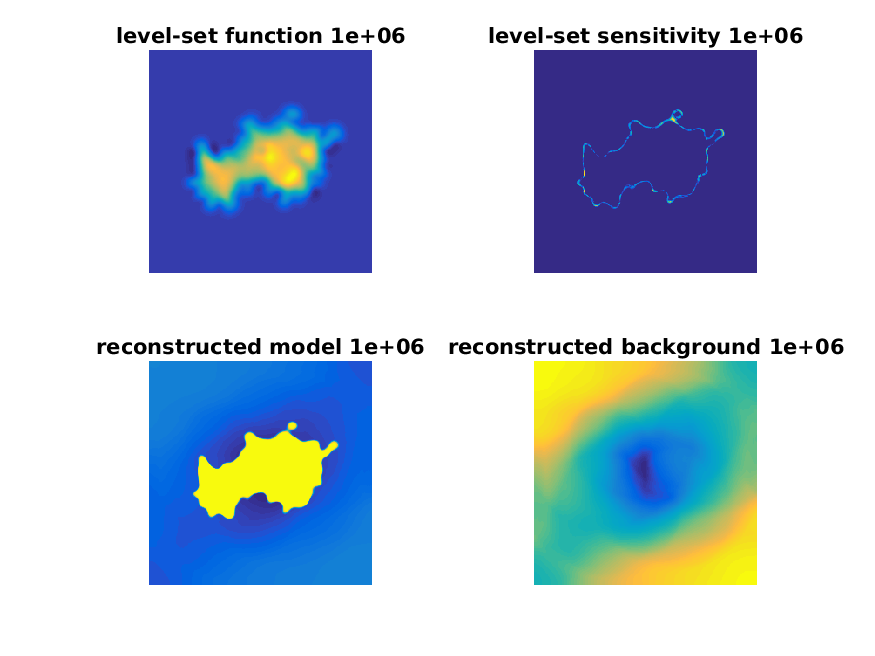 level-set function 1e+06
level-set sensitivity 1e+06
reconstructed model 1e+06
reconstructed background 1e+06